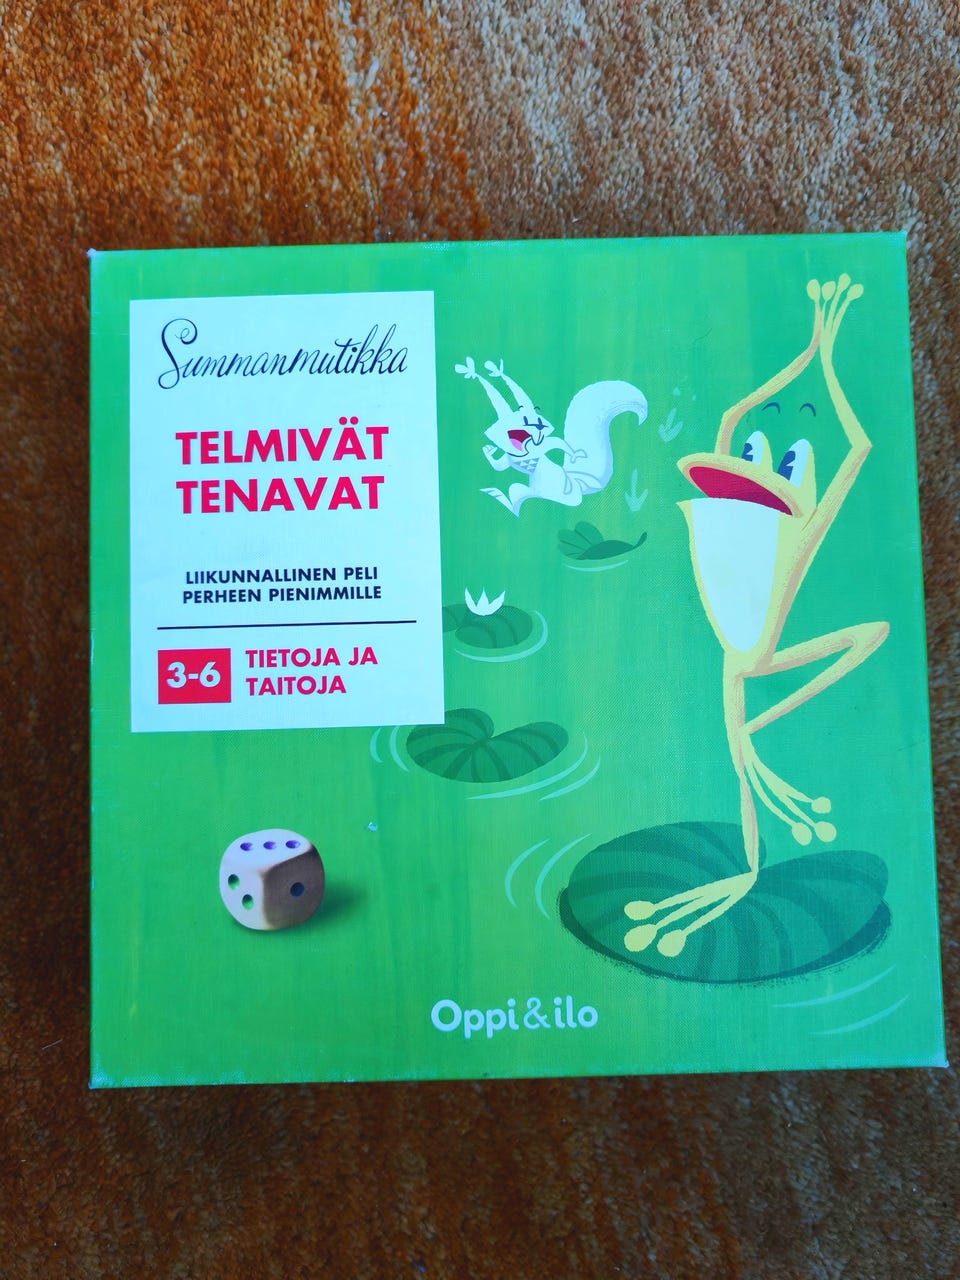 Summanmutikka
TELMIVÄT
TENAVAT
LIIKUNNALLINEN PELI
PERHEEN PIENIMMILLE
3-6 TIETOJA JA
TAITOJA
Oppi&ilo